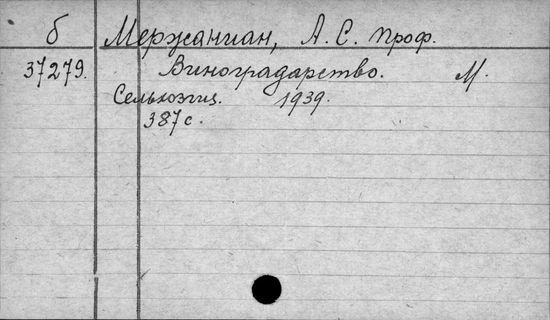 б Мержаниан, А. С. проф.
37279. Виноградарство. М.
Сельхозгиз. 1939.
387 с.